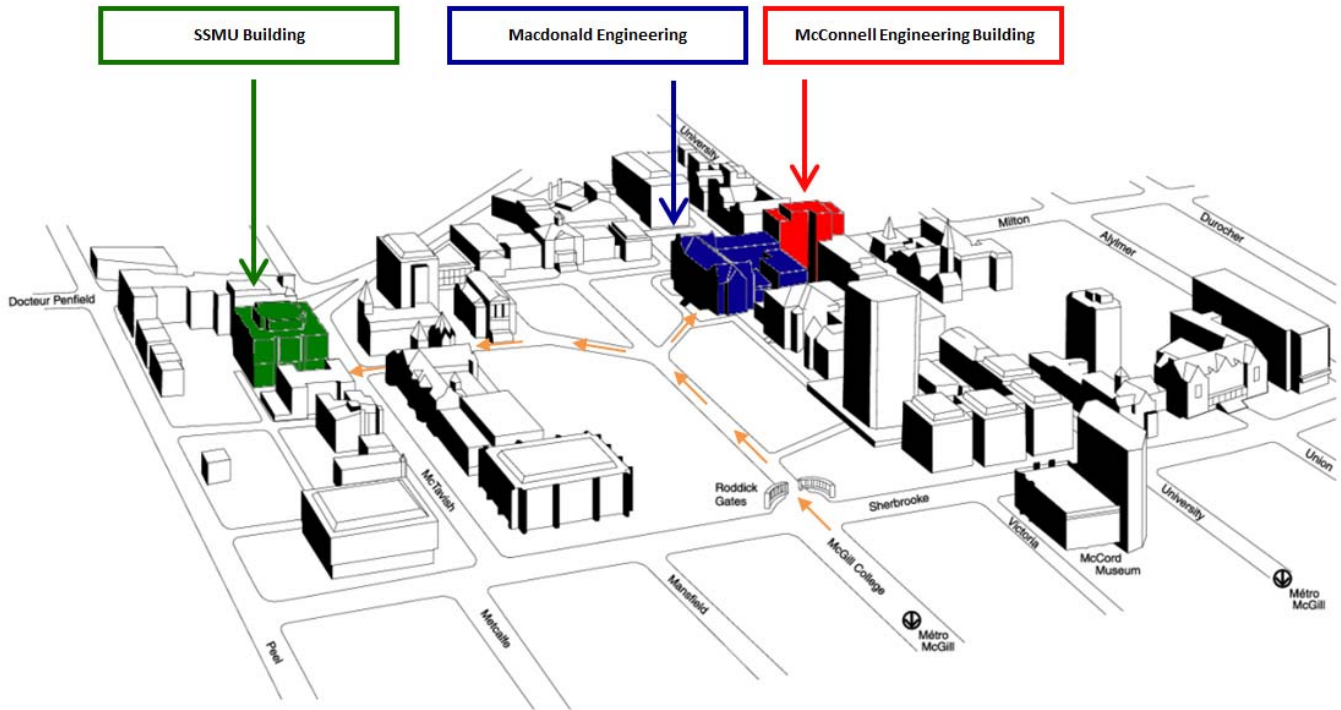 SSMU Building
Macdonald Engineering
McConnell Engineering Building
University
Milton
Durocher
Alylmer
Docteur Penfield
Roddick
Gates
Sherbrooke
McTavish
Union
University
Victoria
McGill College
McCord
Museum
Mansfield
Métro
McGill
Metcalfe
Peel
Métro
McGill